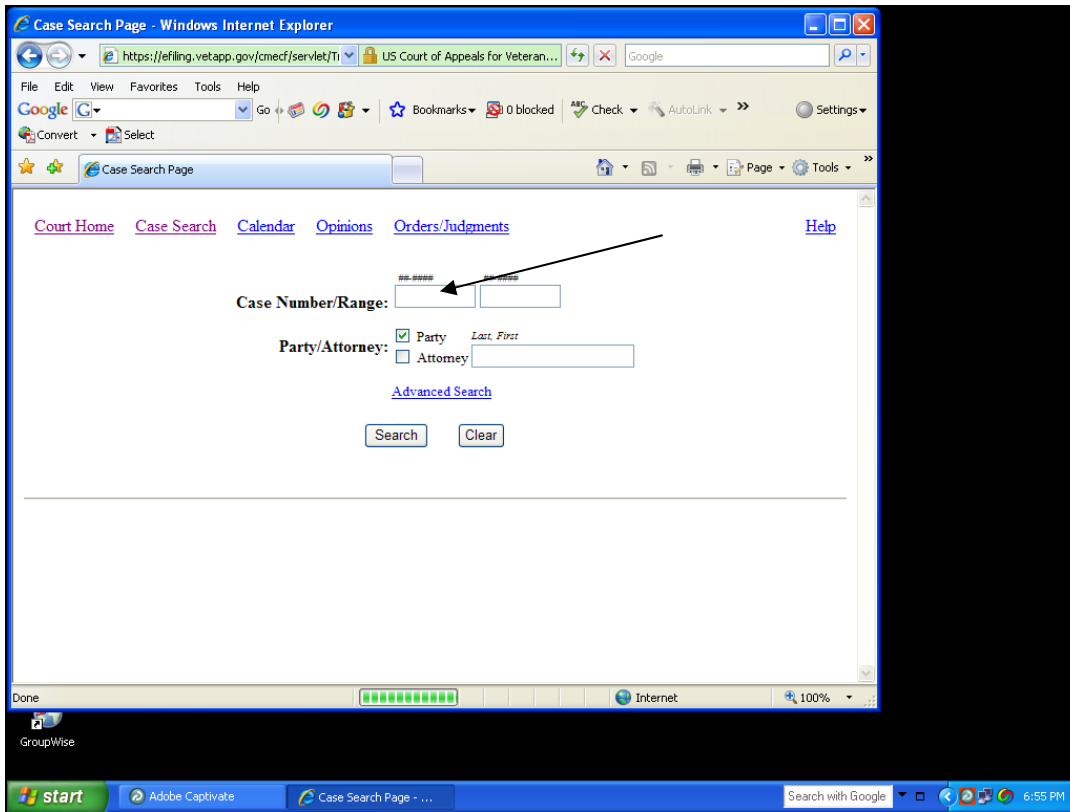 Case Search Page - Windows Internet Explorer
https://efiling.vetapp.gov/cmecf/servlet/Ti US Court of Appeals for Veteran... Google
File Edit View Favorites Tools Help
Google G Go Bookmarks 0 blocked ABC Check AutoLink >> Settings
Convert Select
Case Search Page Page Tools >>
Court Home Case Search Calendar Opinions Orders/Judgments Help
##-#### ##-####
Case Number/Range:
Party/Attorney: Party Last, First
Attorney
Advanced Search
Search Clear
Done Internet 100%
GroupWise
start Adobe Captivate Case Search Page - ... Search with Google 6:55 PM